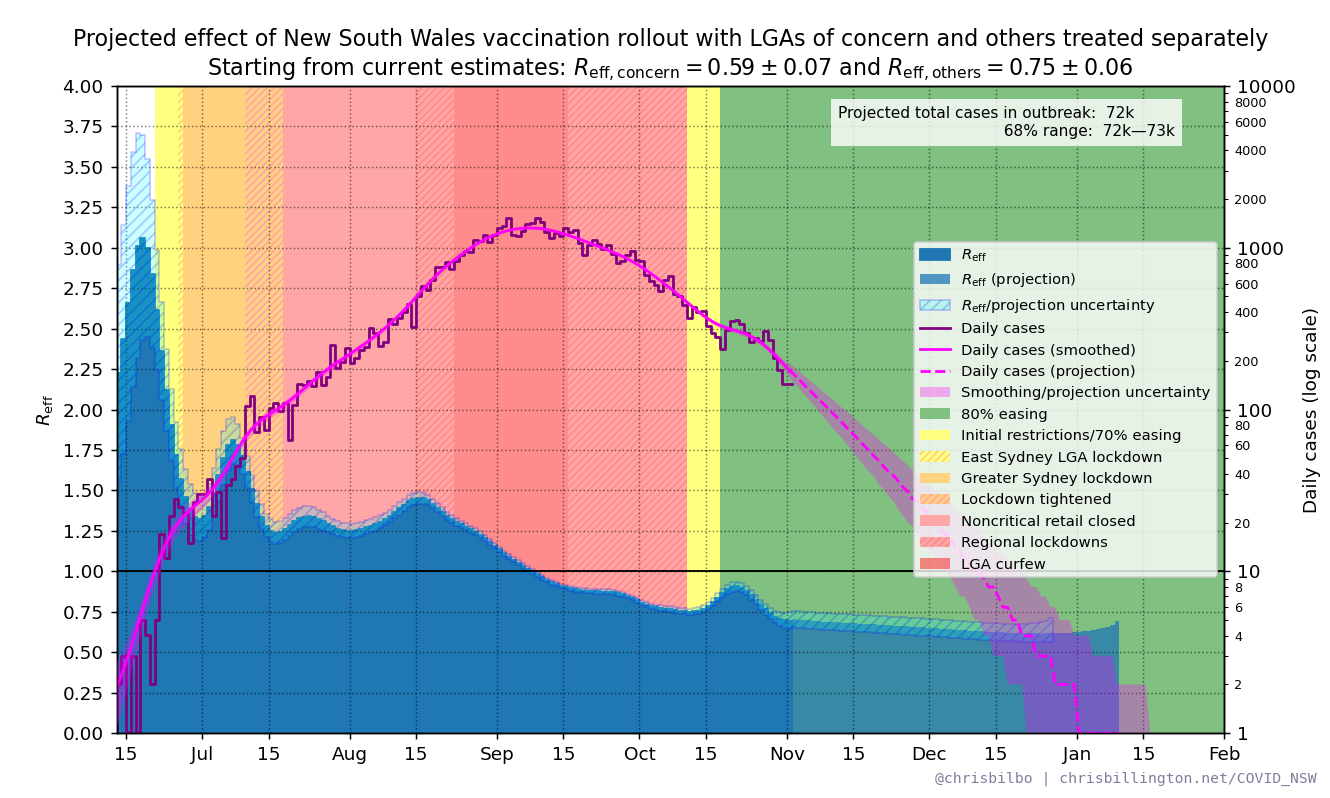 Projected effect of New South Wales vaccination rollout with LGAs of concern and others treated separately
Starting from current estimates: R_eff, concern = 0.59 ± 0.07 and R_eff, others = 0.75 ± 0.06
Projected total cases in outbreak: 72k
68% range: 72k—73k
R_eff
4.00
3.75
3.50
3.25
3.00
2.75
2.50
2.25
2.00
1.75
1.50
1.25
1.00
0.75
0.50
0.25
0.00
R_eff
R_eff (projection)
R_eff/projection uncertainty
Daily cases
Daily cases (smoothed)
Daily cases (projection)
Smoothing/projection uncertainty
80% easing
Initial restrictions/70% easing
East Sydney LGA lockdown
Greater Sydney lockdown
Lockdown tightened
Noncritical retail closed
Regional lockdowns
LGA curfew
10000
8000
6000
4000
2000
1000
800
600
400
200
100
80
60
40
20
10
8
6
4
2
1
Daily cases (log scale)
15 Jul 15 Aug 15 Sep 15 Oct 15 Nov 15 Dec 15 Jan 15 Feb
@chrisbilbo | chrisbillington.net/COVID_NSW